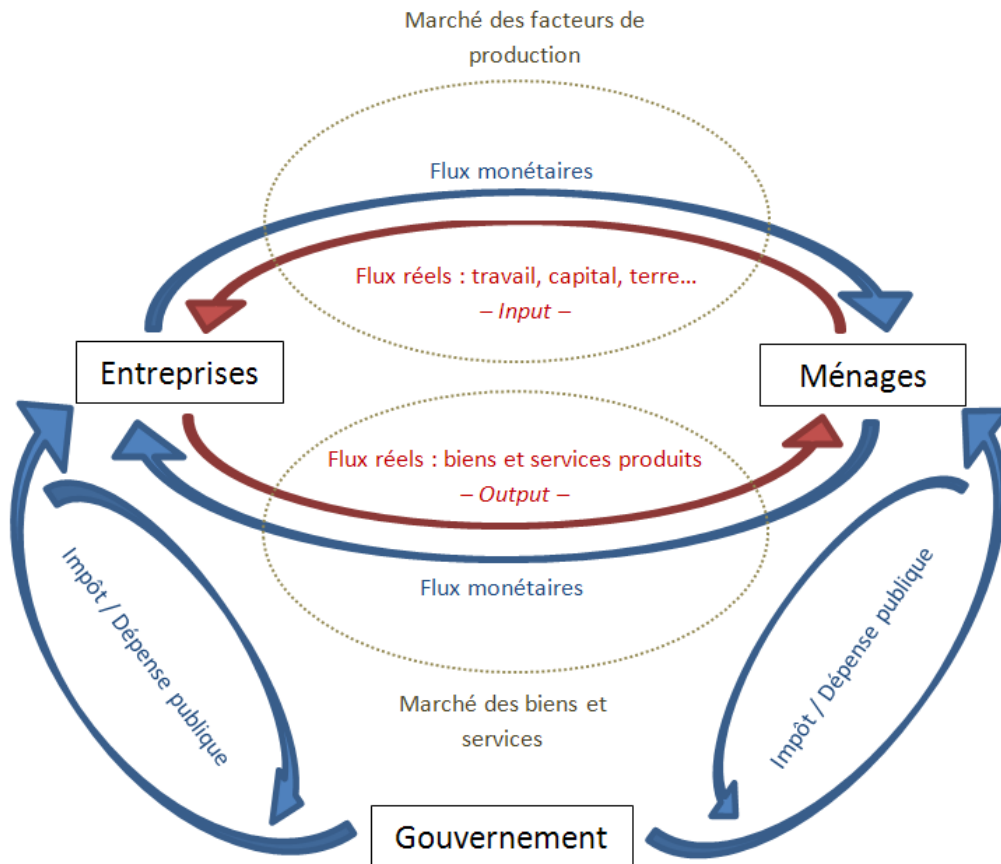 Marché des facteurs de
production
Flux monétaires
Flux réels : travail, capital, terre...
– Input –
Entreprises
Ménages
Flux réels : biens et services produits
– Output –
Flux monétaires
Impôt / Dépense publique
Impôt / Dépense publique
Marché des biens et
services
Gouvernement